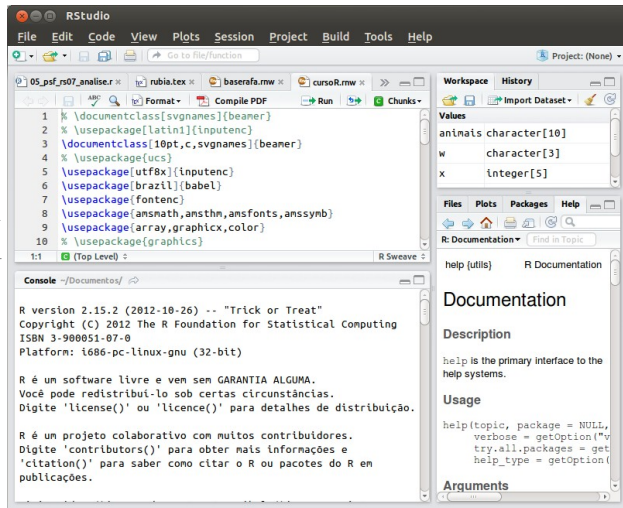 RStudio
File Edit Code View Plots Session Project Build Tools Help
Go to file/function
Project: (None)
05_psf_rs07_analise.r × rubia.tex × baserafa.rnw × cursoR.rnw ×
ABC Format Compile PDF Run Chunks
1 % \documentclass[svgnames]{beamer}
2 % \usepackage[latin1]{inputenc}
3 \documentclass[10pt,c,svgnames]{beamer}
4 % \usepackage{ucs}
5 \usepackage[utf8x]{inputenc}
6 \usepackage[brazil]{babel}
7 \usepackage{fontenc}
8 \usepackage{amsmath,amsthm,amsfonts,amssymb}
9 \usepackage{array,graphicx,color}
10 % \usepackage{graphics}
1:1 (Top Level) R Sweave
Console ~/Documentos/
R version 2.15.2 (2012-10-26) -- "Trick or Treat"
Copyright (C) 2012 The R Foundation for Statistical Computing
ISBN 3-900051-07-0
Platform: i686-pc-linux-gnu (32-bit)
R é um software livre e vem sem GARANTIA ALGUMA.
Você pode redistribuí-lo sob certas circunstâncias.
Digite 'license()' ou 'licence()' para detalhes de distribuição.
R é um projeto colaborativo com muitos contribuidores.
Digite 'contributors()' para obter mais informações e
'citation()' para saber como citar o R ou pacotes do R em
publicações.
Workspace History
Import Dataset
Values
animais character[10]
w character[3]
x integer[5]
Files Plots Packages Help
R: Documentation Find in Topic
help {utils} R Documentation
Documentation
Description
help is the primary interface to the
help systems.
Usage
help(topic, package = NULL,
verbose = getOption("v
try.all.packages = get
help_type = getOption(
Arguments